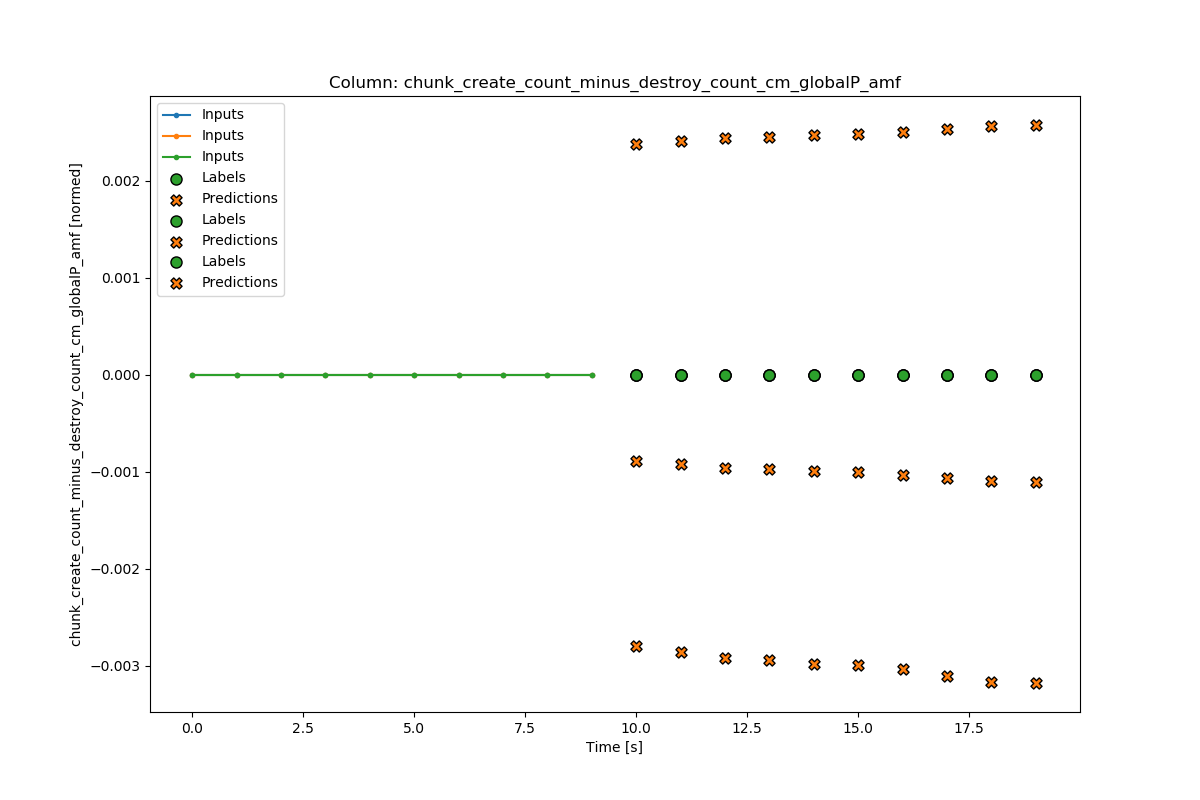 Column: chunk_create_count_minus_destroy_count_cm_globalP_amf
chunk_create_count_minus_destroy_count_cm_globalP_amf [normed]
Inputs
Inputs
Inputs
Labels
Predictions
Labels
Predictions
Labels
Predictions
0.002
0.001
0.000
−0.001
−0.002
−0.003
0.0 2.5 5.0 7.5 10.0 12.5 15.0 17.5
Time [s]